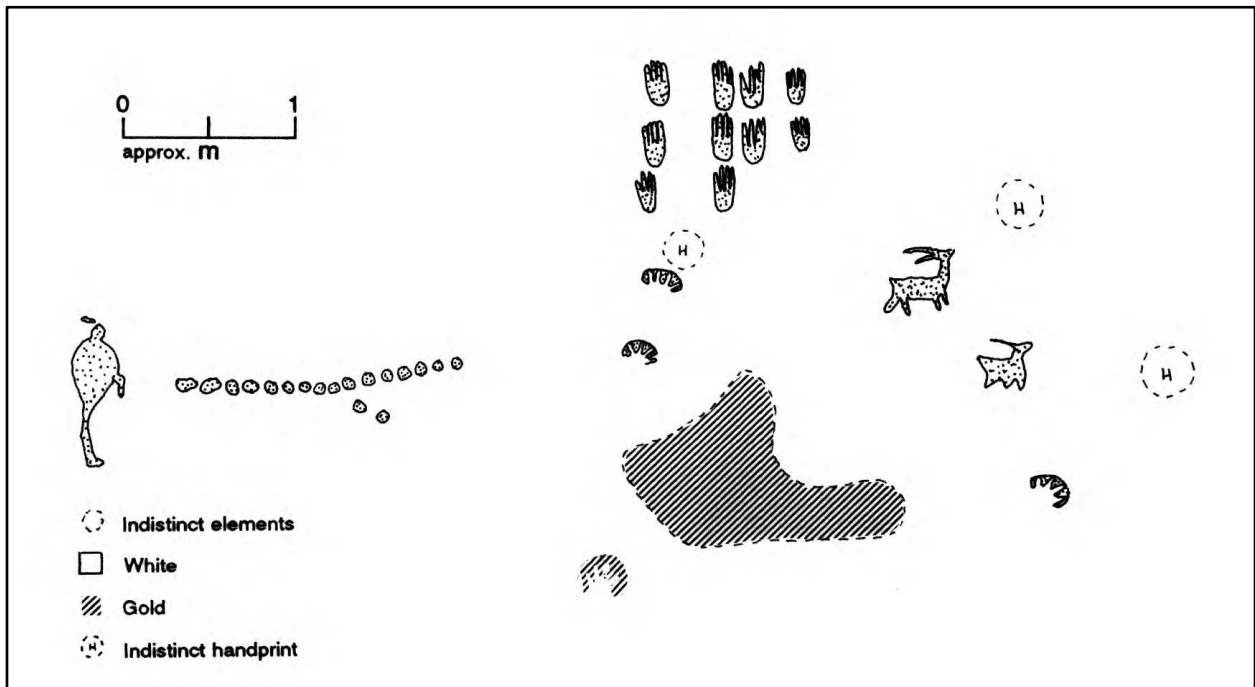 0 1
approx. m
H
H
H
Indistinct elements
White
Gold
H Indistinct handprint